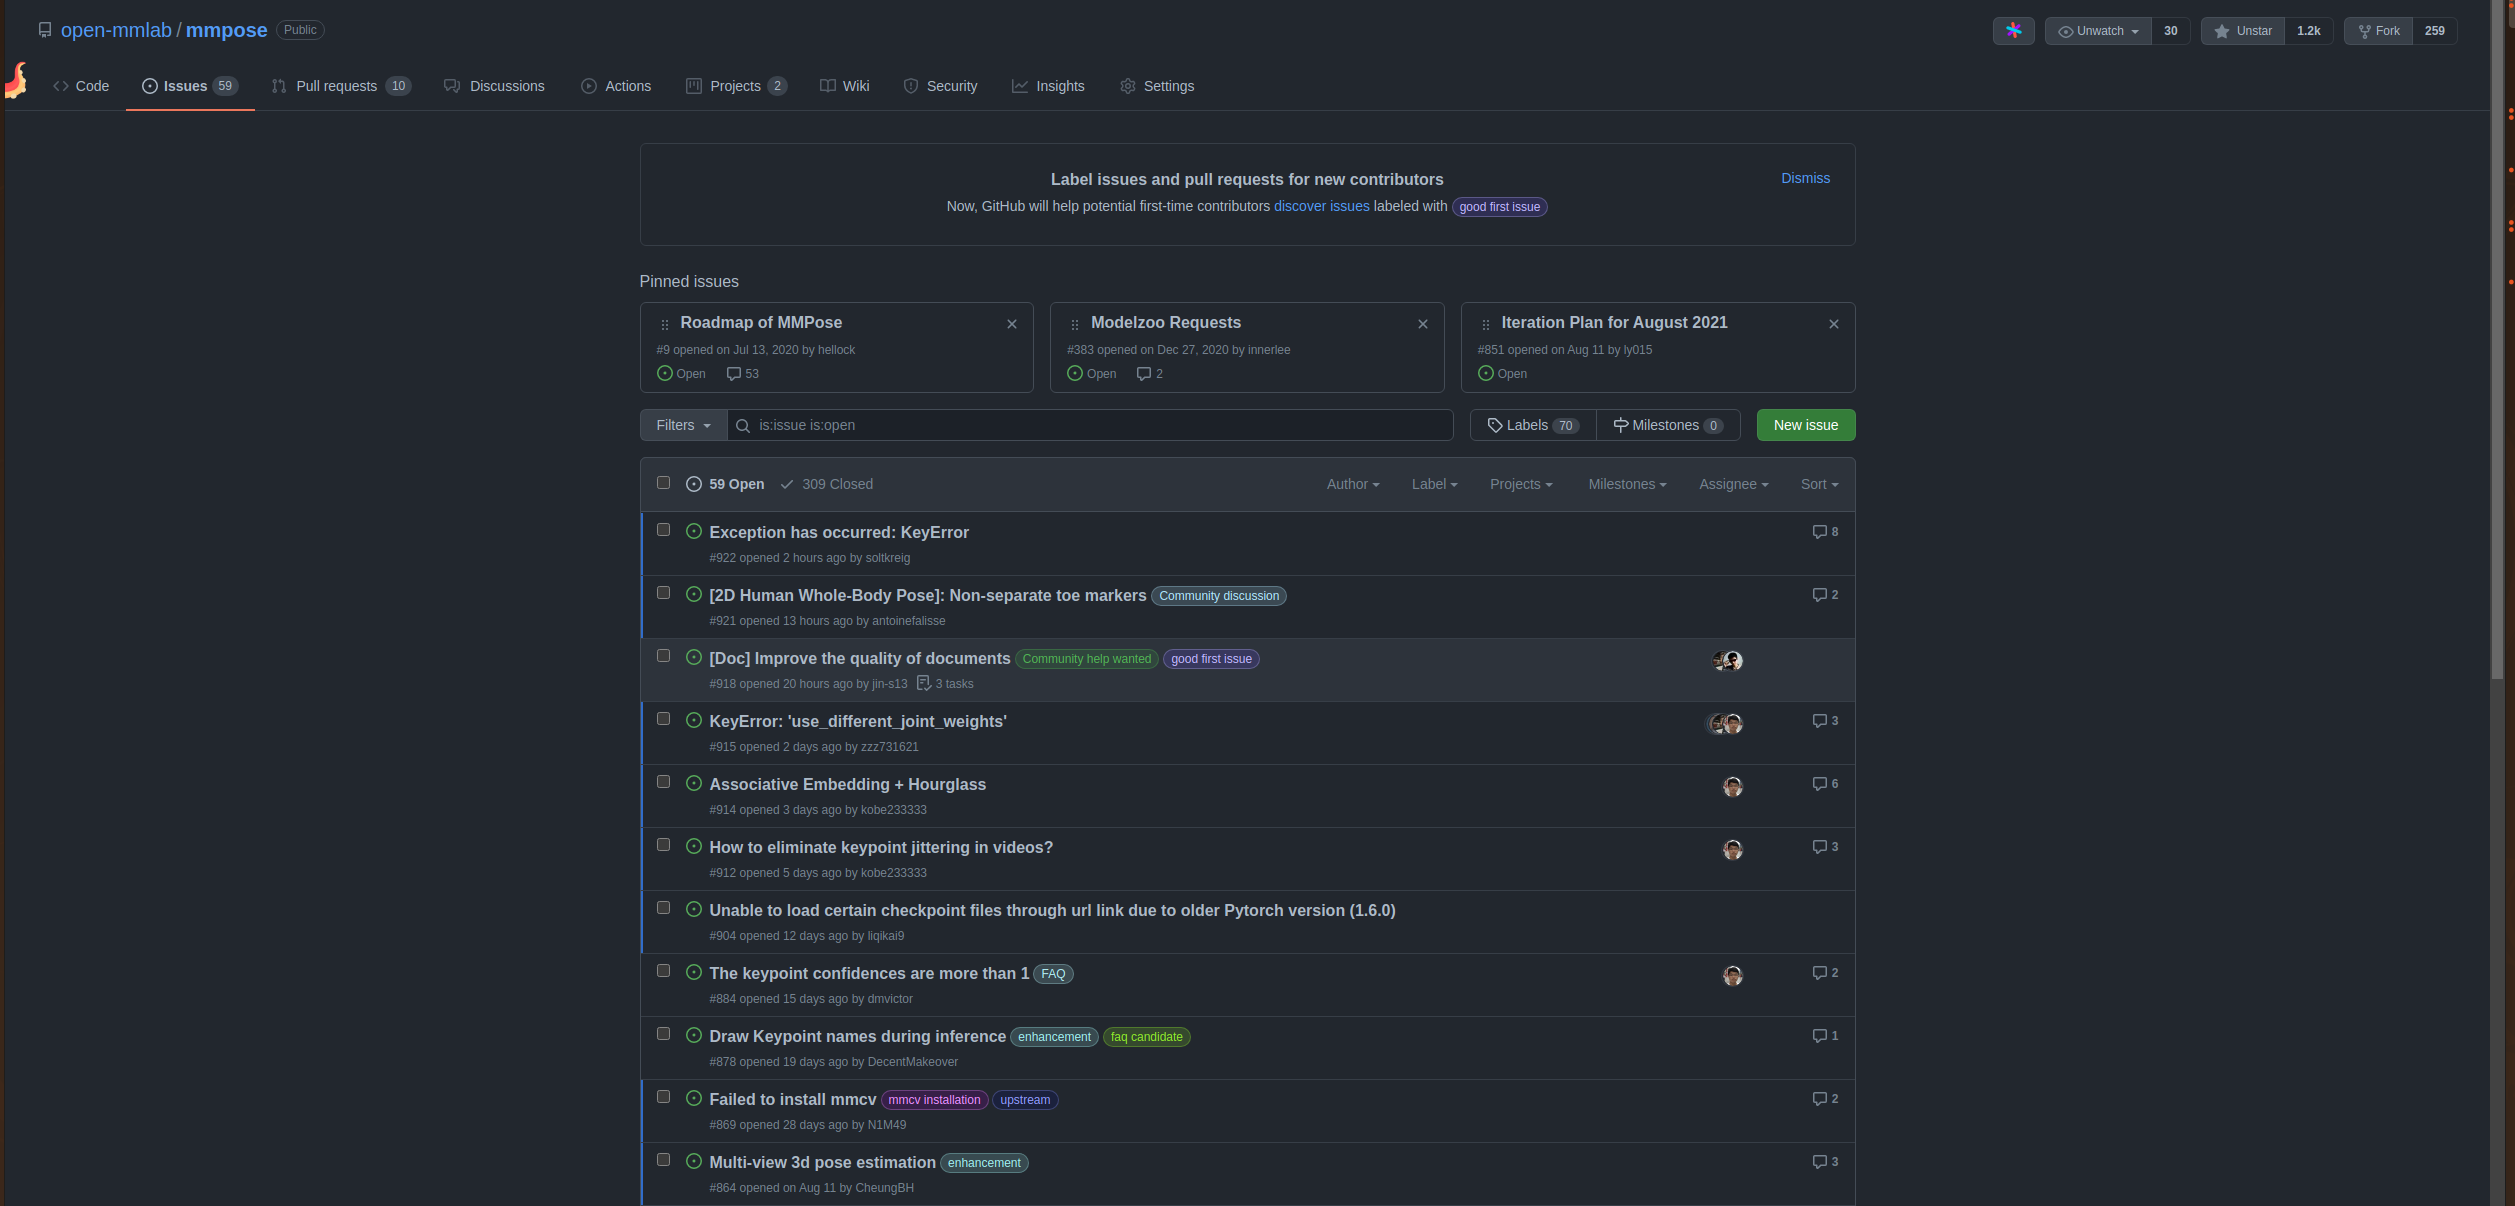 open-mmlab / mmpose Public
Unwatch 30 Unstar 1.2k Fork 259
Code Issues 59 Pull requests 10 Discussions Actions Projects 2 Wiki Security Insights Settings
Label issues and pull requests for new contributors
Dismiss
Now, GitHub will help potential first-time contributors discover issues labeled with good first issue
Pinned issues
Roadmap of MMPose
#9 opened on Jul 13, 2020 by hellock
Open 53
Modelzoo Requests
#383 opened on Dec 27, 2020 by innerlee
Open 2
Iteration Plan for August 2021
#851 opened on Aug 11 by ly015
Open
Filters is:issue is:open Labels 70 Milestones 0 New issue
59 Open 309 Closed Author Label Projects Milestones Assignee Sort
Exception has occurred: KeyError 8
#922 opened 2 hours ago by soltkreig
[2D Human Whole-Body Pose]: Non-separate toe markers Community discussion 2
#921 opened 13 hours ago by antoinefalisse
[Doc] Improve the quality of documents Community help wanted good first issue
#918 opened 20 hours ago by jin-s13 3 tasks
KeyError: 'use_different_joint_weights' 3
#915 opened 2 days ago by zzz731621
Associative Embedding + Hourglass 6
#914 opened 3 days ago by kobe233333
How to eliminate keypoint jittering in videos? 3
#912 opened 5 days ago by kobe233333
Unable to load certain checkpoint files through url link due to older Pytorch version (1.6.0)
#904 opened 12 days ago by liqikai9
The keypoint confidences are more than 1 FAQ 2
#884 opened 15 days ago by dmvictor
Draw Keypoint names during inference enhancement faq candidate 1
#878 opened 19 days ago by DecentMakeover
Failed to install mmcv mmcv installation upstream 2
#869 opened 28 days ago by N1M49
Multi-view 3d pose estimation enhancement 3
#864 opened on Aug 11 by CheungBH